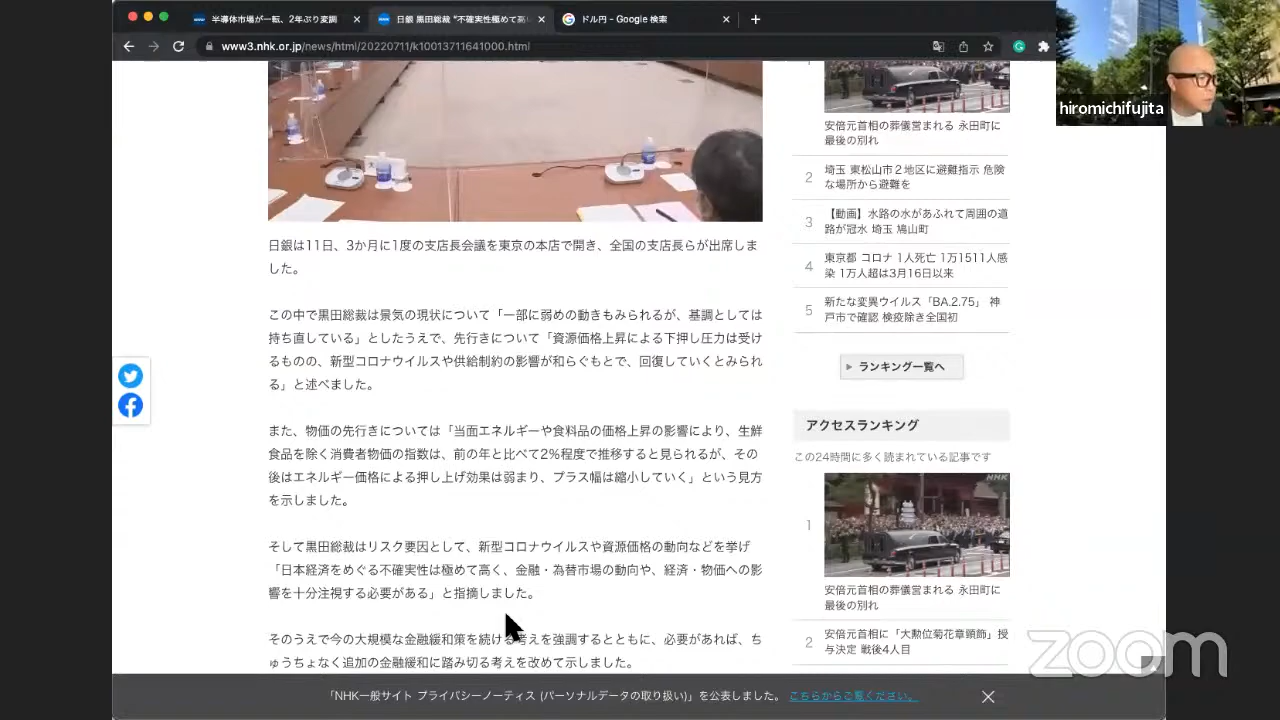 半導体市場が一転、2年ぶり変調
日銀 黒田総裁 "不確実性極めて高い
ドル円 - Google 検索
www3.nhk.or.jp/news/html/20220711/k10013711641000.html
hiromichifujita
日銀は11日、3か月に1度の支店長会議を東京の本店で開き、全国の支店長らが出席しま
した。
この中で黒田総裁は景気の現状について「一部に弱めの動きもみられるが、基調としては
持ち直している」としたうえで、先行きについて「資源価格上昇による下押し圧力は受け
るものの、新型コロナウイルスや供給制約の影響が和らぐもとで、回復していくとみられ
る」と述べました。
また、物価の先行きについては「当面エネルギーや食料品の価格上昇の影響により、生鮮
食品を除く消費者物価の指数は、前の年と比べて2%程度で推移すると見られるが、その
後はエネルギー価格による押し上げ効果は弱まり、プラス幅は縮小していく」という見方
を示しました。
そして黒田総裁はリスク要因として、新型コロナウイルスや資源価格の動向などを挙げ
「日本経済をめぐる不確実性は極めて高く、金融・為替市場の動向や、経済・物価への影
響を十分注視する必要がある」と指摘しました。
そのうえで今の大規模な金融緩和策を続ける考えを強調するとともに、必要があれば、ち
ゅうちょなく追加の金融緩和に踏み切る考えを改めて示しました。
安倍元首相の葬儀営まれる 永田町に
最後の別れ
2
埼玉 東松山市2地区に避難指示 危険
な場所から避難を
3
【動画】水路の水があふれて周囲の道
路が冠水 埼玉 鳩山町
4
東京都 コロナ 1人死亡 1万1511人感
染 1万人超は3月16日以来
5
新たな変異ウイルス「BA.2.75」 神
戸市で確認 検疫除き全国初
ランキング一覧へ
アクセスランキング
この24時間に多く読まれている記事です
NHK
1
安倍元首相の葬儀営まれる 永田町に
最後の別れ
2
安倍元首相に「大勲位菊花章頸飾」授
与決定 戦後4人目
「NHK一般サイト プライバシーノーティス (パーソナルデータの取り扱い)」を公表しました。 こちらからご覧ください。
zoom